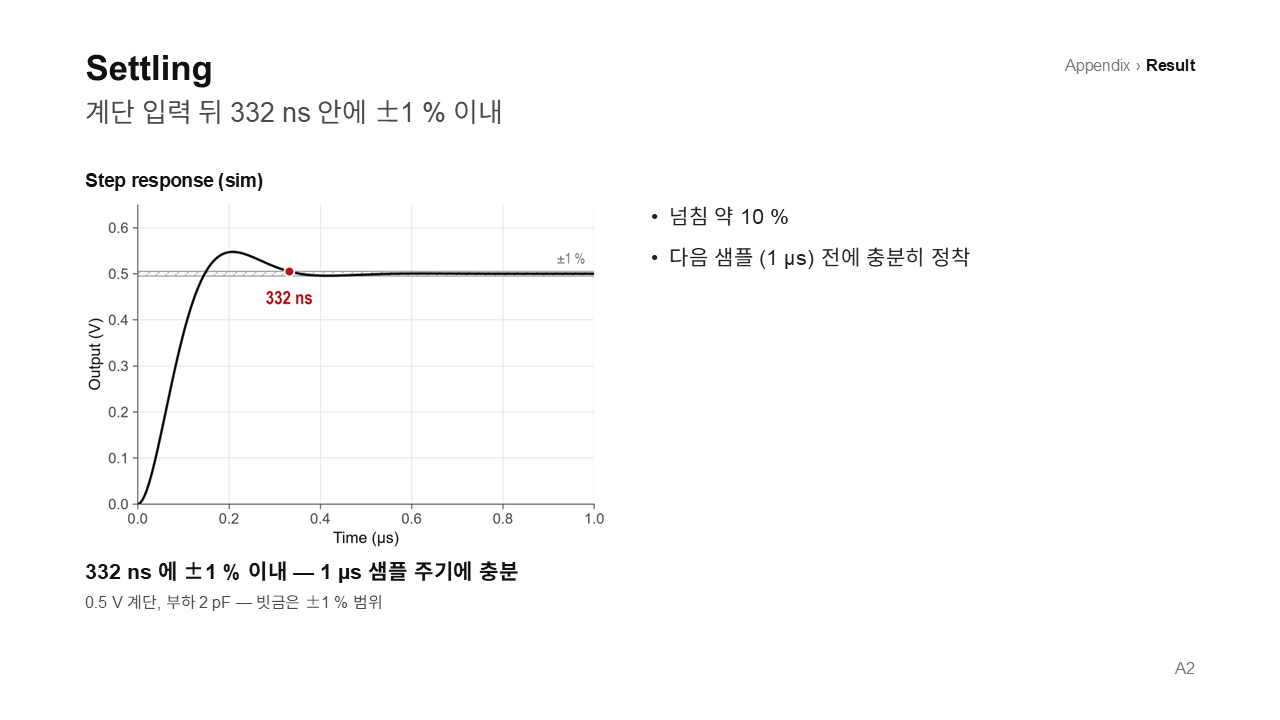 Settling
Appendix › Result
계단 입력 뒤 332 ns 안에 ±1 % 이내
Step response (sim)
0.6
0.5
0.4
0.3
0.2
0.1
0.0
Output (V)
±1 %
332 ns
0.0 0.2 0.4 0.6 0.8 1.0
Time (µs)
• 넘침 약 10 %
• 다음 샘플 (1 µs) 전에 충분히 정착
332 ns 에 ±1 % 이내 — 1 µs 샘플 주기에 충분
0.5 V 계단, 부하 2 pF — 빗금은 ±1 % 범위
A2